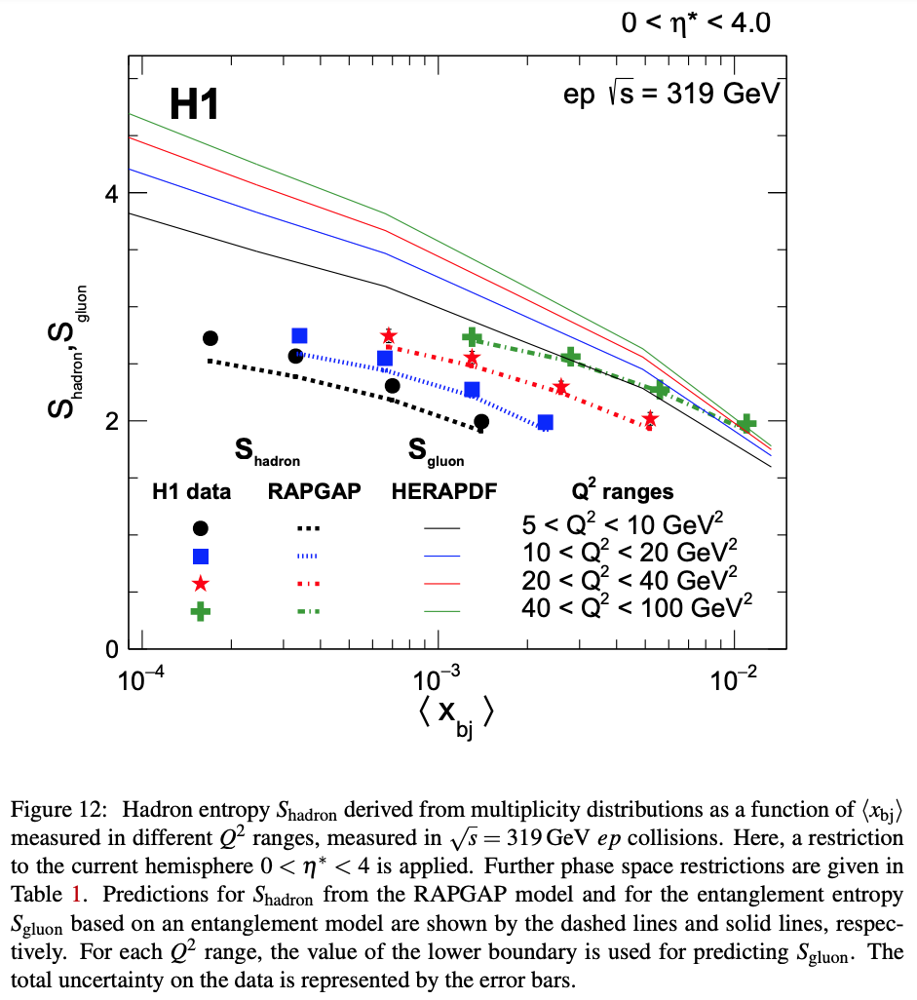 0 < η* < 4.0
H1
ep √s = 319 GeV
4
2
0
S_hadron, S_gluon
S_hadron S_gluon
H1 data RAPGAP HERAPDF Q² ranges
5 < Q² < 10 GeV²
10 < Q² < 20 GeV²
20 < Q² < 40 GeV²
40 < Q² < 100 GeV²
10⁻⁴ 10⁻³ 10⁻²
⟨ x_bj ⟩
Figure 12: Hadron entropy S_hadron derived from multiplicity distributions as a function of ⟨x_bj⟩
measured in different Q² ranges, measured in √s = 319 GeV ep collisions. Here, a restriction
to the current hemisphere 0 < η* < 4 is applied. Further phase space restrictions are given in
Table 1. Predictions for S_hadron from the RAPGAP model and for the entanglement entropy
S_gluon based on an entanglement model are shown by the dashed lines and solid lines, respec-
tively. For each Q² range, the value of the lower boundary is used for predicting S_gluon. The
total uncertainty on the data is represented by the error bars.